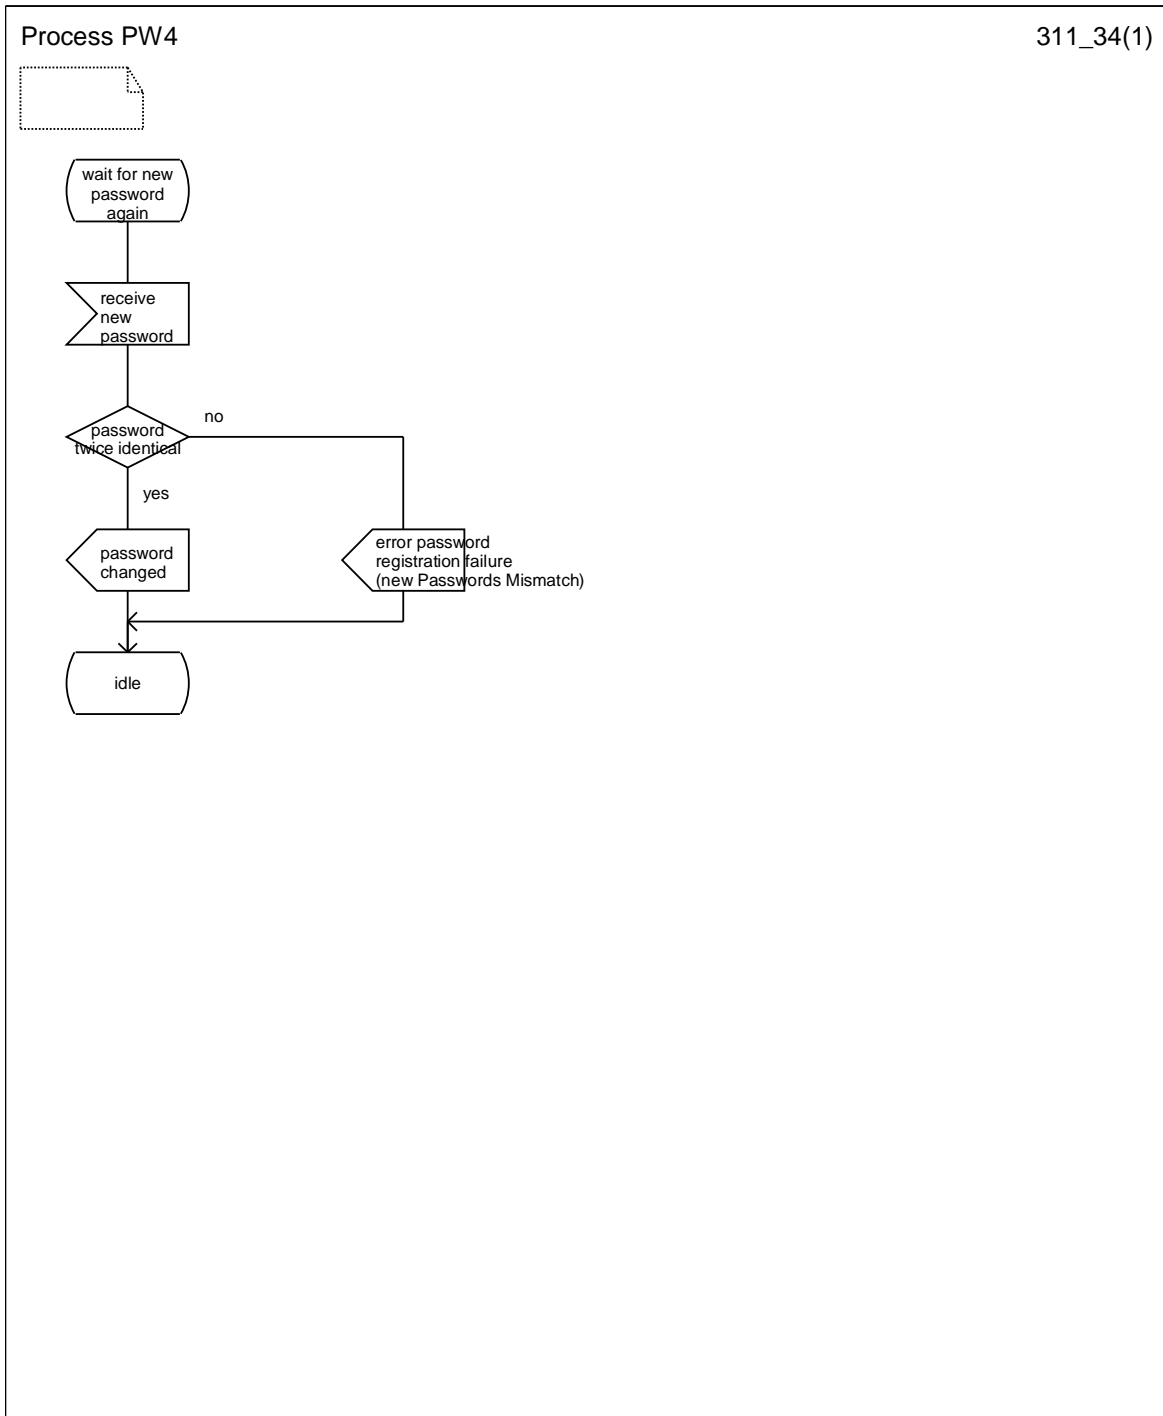 Process PW4
311_34(1)
wait for new
password
again
receive
new
password
password
twice identical
no
yes
password
changed
error password
registration failure
(new Passwords Mismatch)
idle